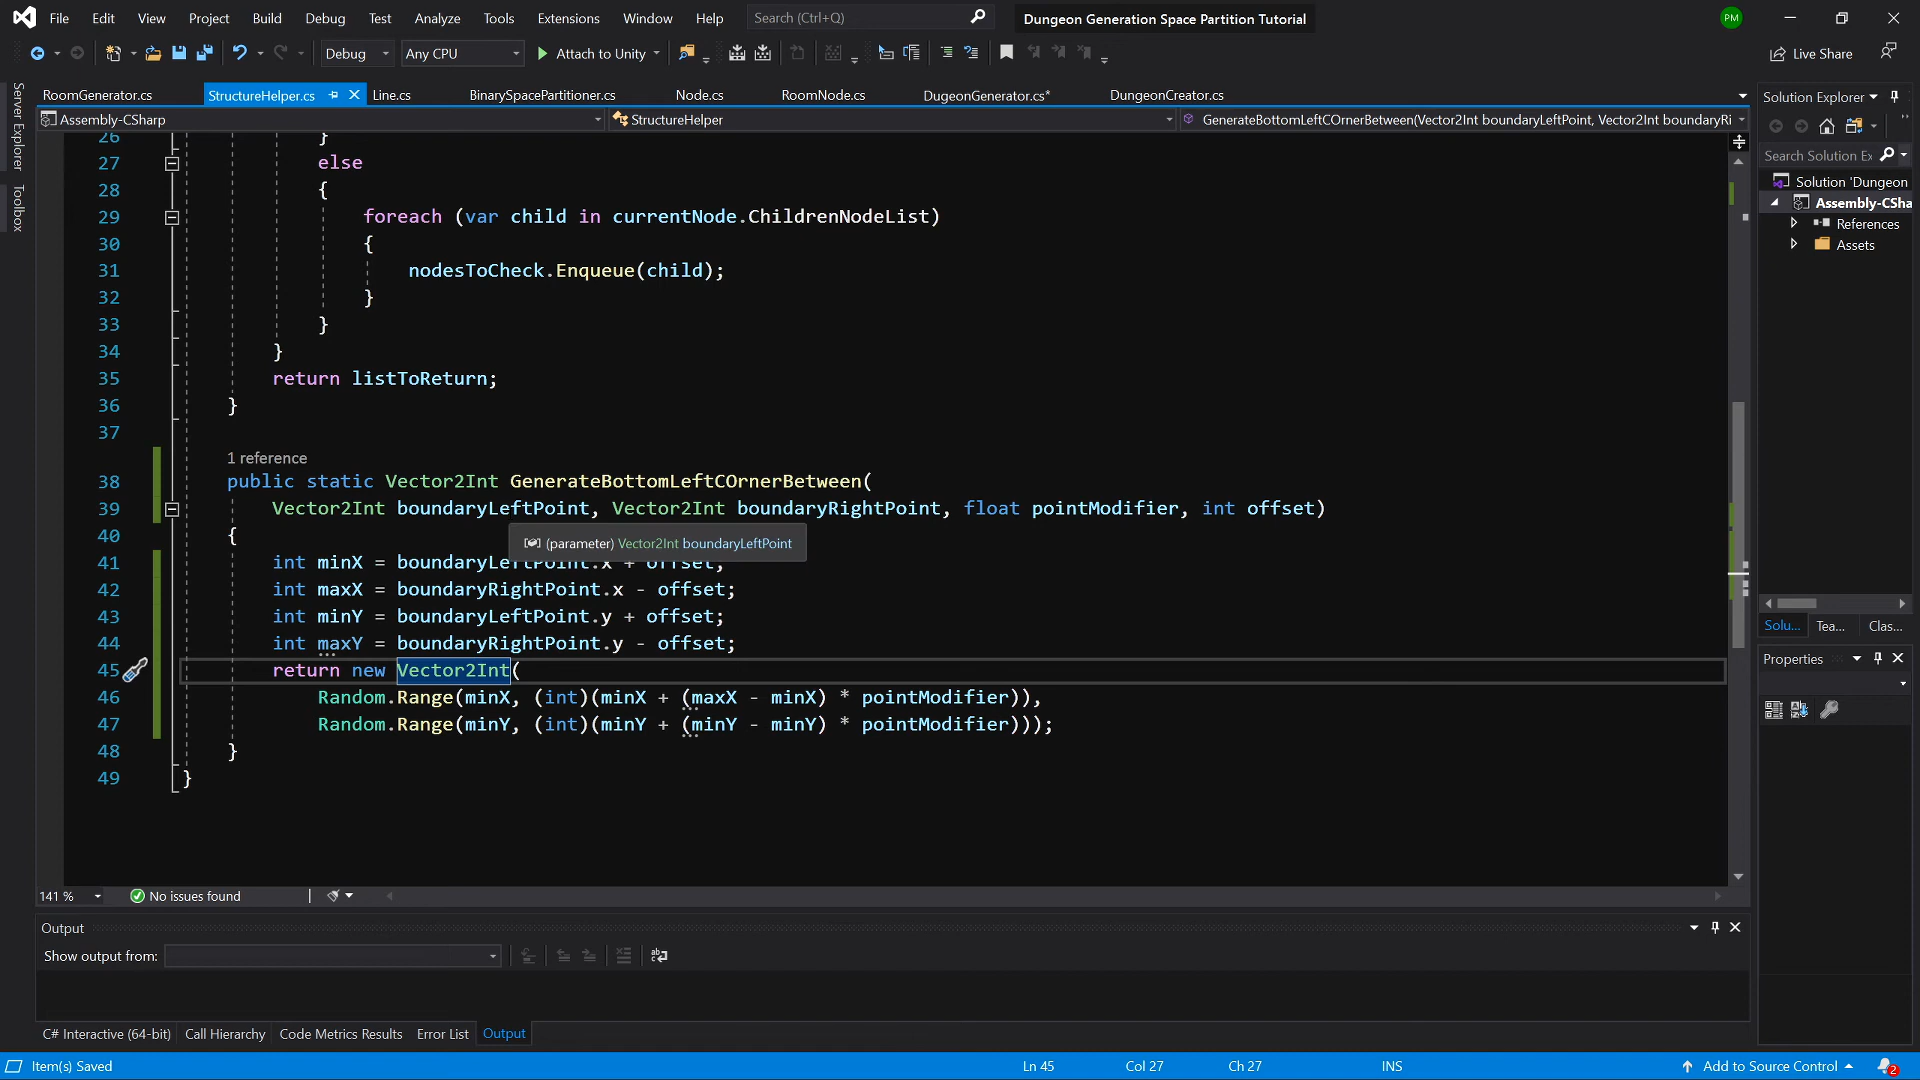 File Edit View Project Build Debug Test Analyze Tools Extensions Window Help Search (Ctrl+Q) Dungeon Generation Space Partition Tutorial PM
Debug Any CPU Attach to Unity Live Share
Server Explorer
Toolbox
RoomGenerator.cs StructureHelper.cs Line.cs BinarySpacePartitioner.cs Node.cs RoomNode.cs DugeonGenerator.cs* DungeonCreator.cs
Assembly-CSharp StructureHelper GenerateBottomLeftCOrnerBetween(Vector2Int boundaryLeftPoint, Vector2Int boundaryRi
26 }
27 else
28 {
29 foreach (var child in currentNode.ChildrenNodeList)
30 {
31 nodesToCheck.Enqueue(child);
32 }
33 }
34 }
35 return listToReturn;
36 }
37
1 reference
38 public static Vector2Int GenerateBottomLeftCOrnerBetween(
39 Vector2Int boundaryLeftPoint, Vector2Int boundaryRightPoint, float pointModifier, int offset)
40 {
(parameter) Vector2Int boundaryLeftPoint
41 int minX = boundaryLeftPoint.x + offset;
42 int maxX = boundaryRightPoint.x - offset;
43 int minY = boundaryLeftPoint.y + offset;
44 int maxY = boundaryRightPoint.y - offset;
45 return new Vector2Int(
46 Random.Range(minX, (int)(minX + (maxX - minX) * pointModifier)),
47 Random.Range(minY, (int)(minY + (minY - minY) * pointModifier)));
48 }
49 }
141 % No issues found
Output
Show output from:
C# Interactive (64-bit) Call Hierarchy Code Metrics Results Error List Output
Item(s) Saved Ln 45 Col 27 Ch 27 INS Add to Source Control 2
Solution Explorer
Search Solution Ex
Solution 'Dungeon
Assembly-CSha
References
Assets
Solu... Tea... Clas...
Properties